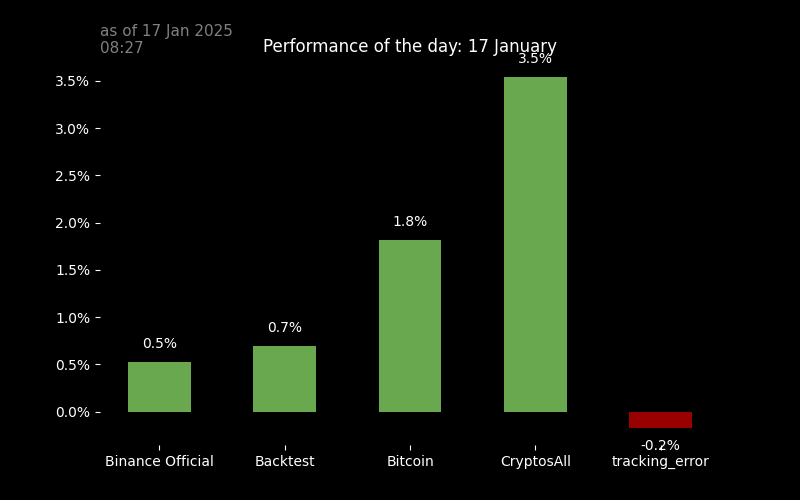 as of 17 Jan 2025
08:27
Performance of the day: 17 January
3.5%
3.5%
3.0%
2.5%
2.0%
1.8%
1.5%
1.0%
0.7%
0.5%
0.5%
0.0%
-0.2%
Binance Official
Backtest
Bitcoin
CryptosAll
tracking_error